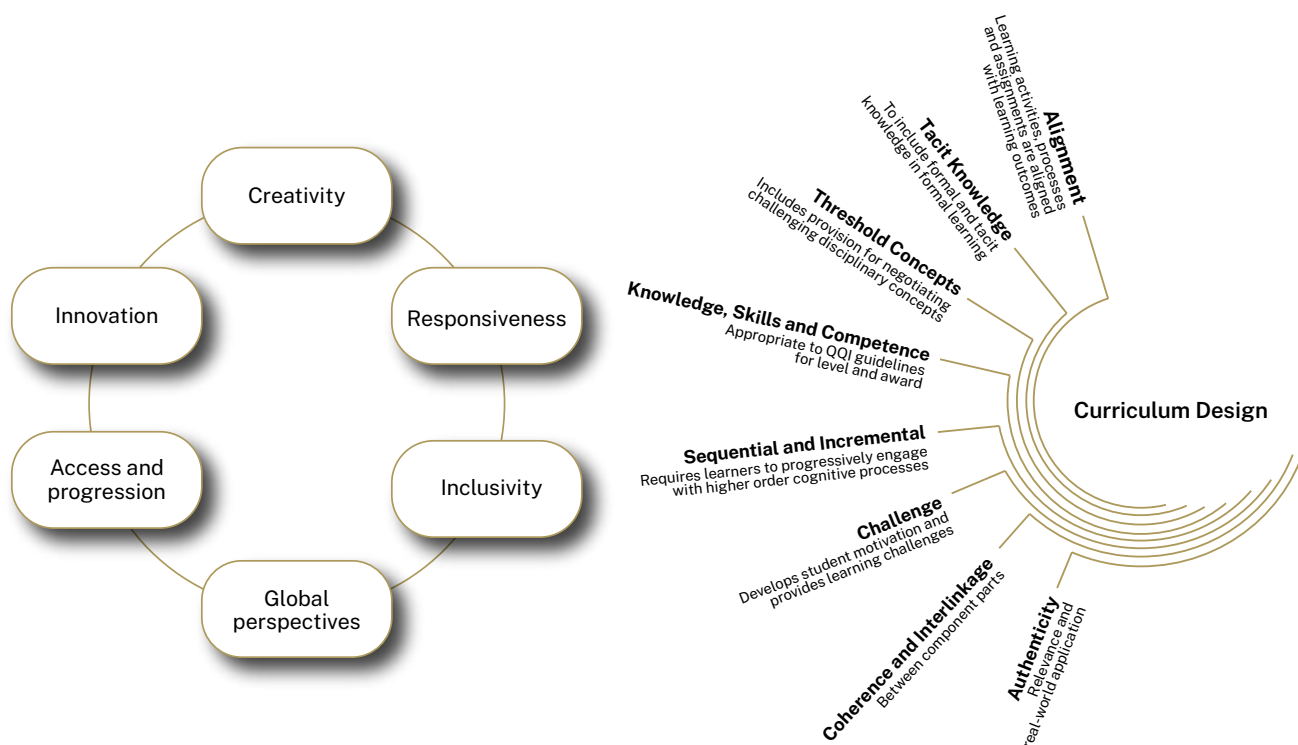 Creativity
Responsiveness
Inclusivity
Global
perspectives
Access and
progression
Innovation
Curriculum Design
Alignment
Learning activities, processes
and assignments are aligned
with learning outcomes
Tacit Knowledge
To include formal and tacit
knowledge in formal learning
Threshold Concepts
Includes provision for negotiating
challenging disciplinary concepts
Knowledge, Skills and Competence
Appropriate to QQI guidelines
for level and award
Sequential and Incremental
Requires learners to progressively engage
with higher order cognitive processes
Challenge
Develops student motivation and
provides learning challenges
Coherence and Interlinkage
Between component parts
Authenticity
Relevance and
real-world application